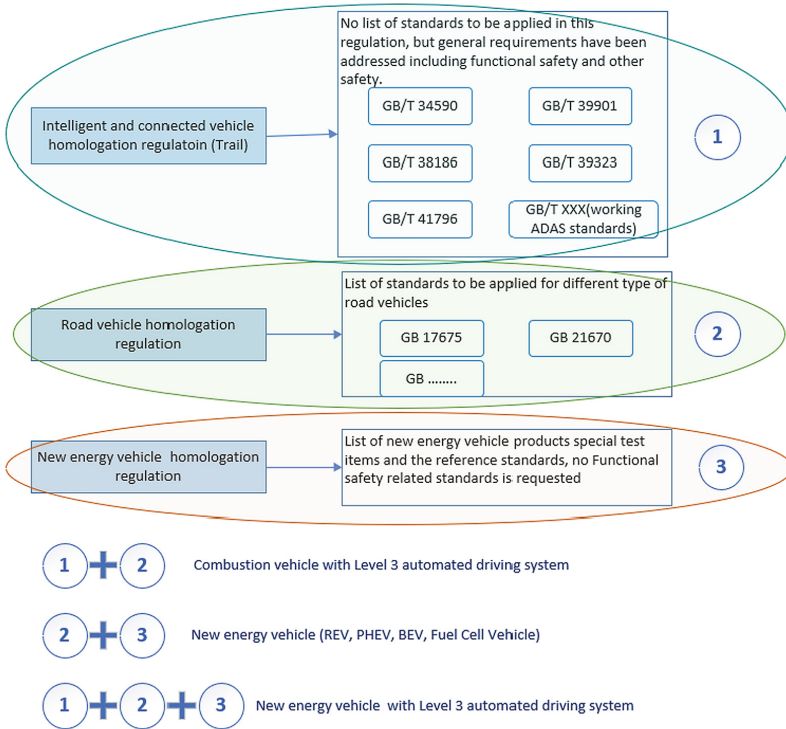 No list of standards to be applied in this
regulation, but general requirements have been
addressed including functional safety and other
safety.
GB/T 34590
GB/T 39901
Intelligent and connected vehicle
homologation regulatoin (Trail)
1
GB/T 38186
GB/T 39323
GB/T 41796
GB/T XXX(working
ADAS standards)
List of standards to be applied for different type of
road vehicles
Road vehicle homologation
regulation
GB 17675
GB 21670
2
GB ........
New energy vehicle homologation
regulation
List of new energy vehicle products special test
items and the reference standards, no Functional
safety related standards is requested
3
1 + 2 Combustion vehicle with Level 3 automated driving system
2 + 3 New energy vehicle (REV, PHEV, BEV, Fuel Cell Vehicle)
1 + 2 + 3 New energy vehicle with Level 3 automated driving system